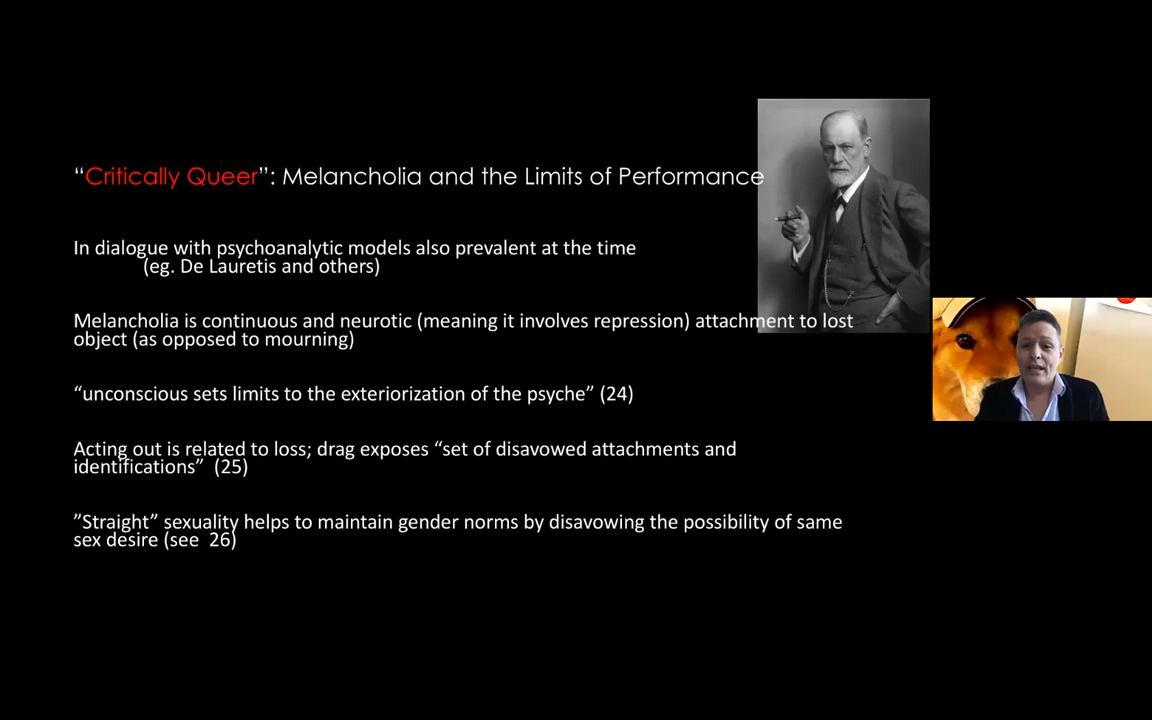 “Critically Queer”: Melancholia and the Limits of Performance
In dialogue with psychoanalytic models also prevalent at the time
(eg. De Lauretis and others)
Melancholia is continuous and neurotic (meaning it involves repression) attachment to lost
object (as opposed to mourning)
“unconscious sets limits to the exteriorization of the psyche” (24)
Acting out is related to loss; drag exposes “set of disavowed attachments and
identifications” (25)
”Straight” sexuality helps to maintain gender norms by disavowing the possibility of same
sex desire (see 26)